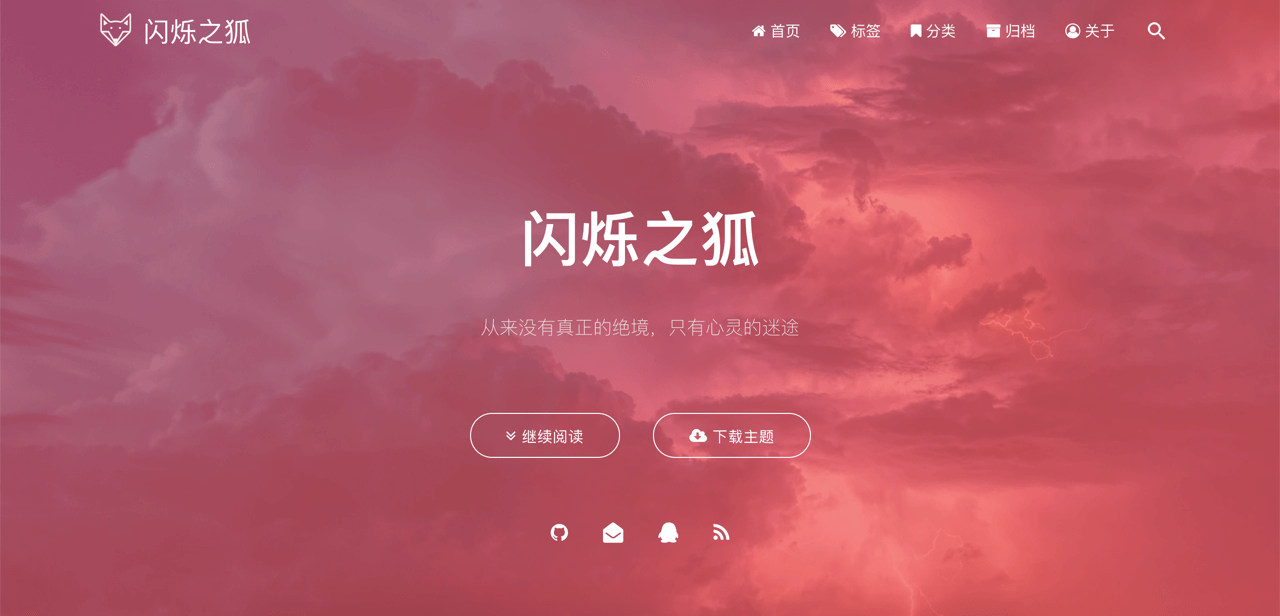 闪烁之狐
首页 标签 分类 归档 关于
闪烁之狐
从来没有真正的绝境，只有心灵的迷途
继续阅读 下载主题